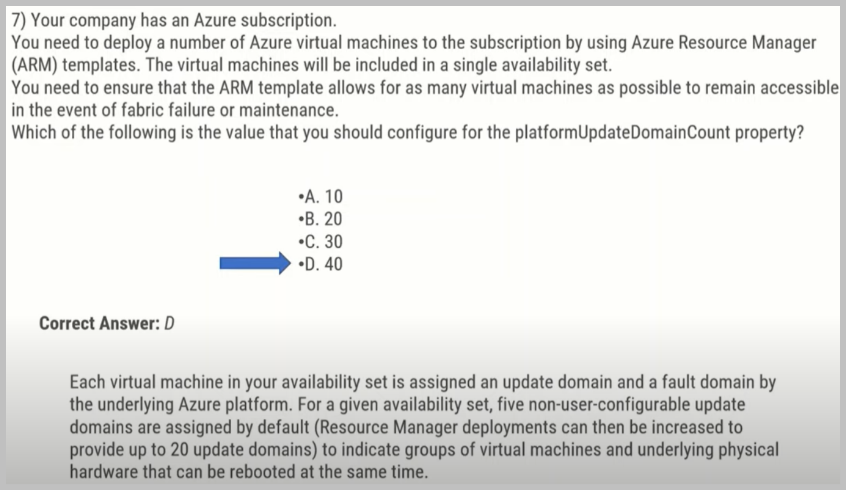 7) Your company has an Azure subscription.
You need to deploy a number of Azure virtual machines to the subscription by using Azure Resource Manager
(ARM) templates. The virtual machines will be included in a single availability set.
You need to ensure that the ARM template allows for as many virtual machines as possible to remain accessible
in the event of fabric failure or maintenance.
Which of the following is the value that you should configure for the platformUpdateDomainCount property?
•A. 10
•B. 20
•C. 30
•D. 40
Correct Answer: D
Each virtual machine in your availability set is assigned an update domain and a fault domain by
the underlying Azure platform. For a given availability set, five non-user-configurable update
domains are assigned by default (Resource Manager deployments can then be increased to
provide up to 20 update domains) to indicate groups of virtual machines and underlying physical
hardware that can be rebooted at the same time.